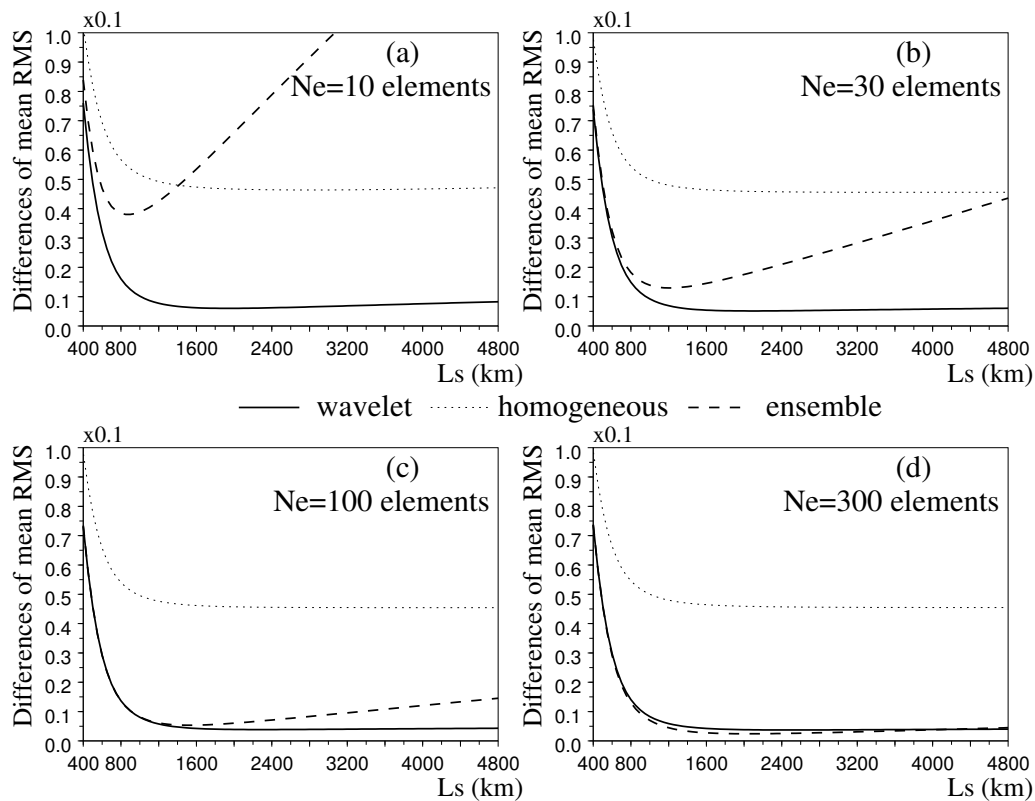 x0.1
1.0
0.9
0.8
0.7
0.6
0.5
0.4
0.3
0.2
0.1
0.0
Differences of mean RMS
(a)
Ne=10 elements
400 800 1600 2400 3200 4000 4800
Ls (km)
x0.1
1.0
0.9
0.8
0.7
0.6
0.5
0.4
0.3
0.2
0.1
0.0
Differences of mean RMS
(b)
Ne=30 elements
400 800 1600 2400 3200 4000 4800
Ls (km)
wavelet homogeneous ensemble
x0.1
1.0
0.9
0.8
0.7
0.6
0.5
0.4
0.3
0.2
0.1
0.0
Differences of mean RMS
(c)
Ne=100 elements
400 800 1600 2400 3200 4000 4800
Ls (km)
x0.1
1.0
0.9
0.8
0.7
0.6
0.5
0.4
0.3
0.2
0.1
0.0
Differences of mean RMS
(d)
Ne=300 elements
400 800 1600 2400 3200 4000 4800
Ls (km)